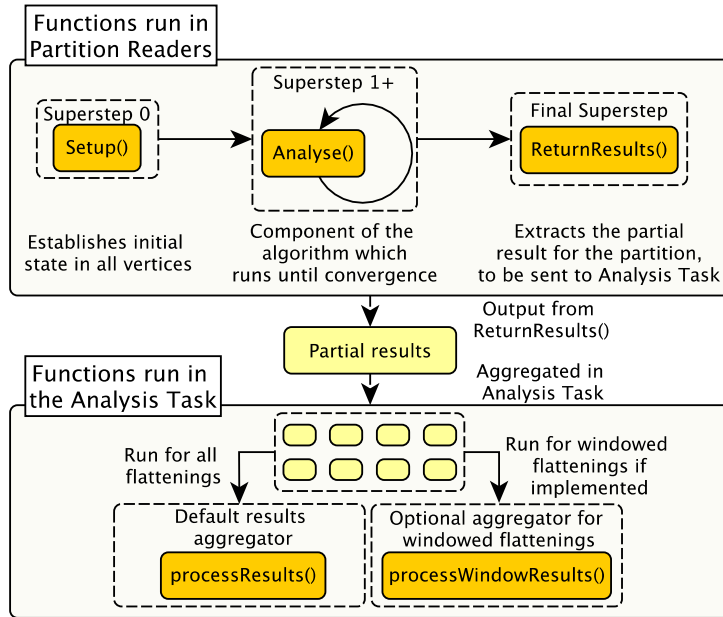 Functions run in
Partition Readers
Superstep 0
Setup()
Superstep 1+
Analyse()
Final Superstep
ReturnResults()
Establishes initial
state in all vertices
Component of the
algorithm which
runs until convergence
Extracts the partial
result for the partition,
to be sent to Analysis Task
Output from
ReturnResults()
Partial results
Aggregated in
Analysis Task
Functions run in
the Analysis Task
Run for all
flattenings
Run for windowed
flattenings if
implemented
Default results
aggregator
processResults()
Optional aggregator for
windowed flattenings
processWindowResults()